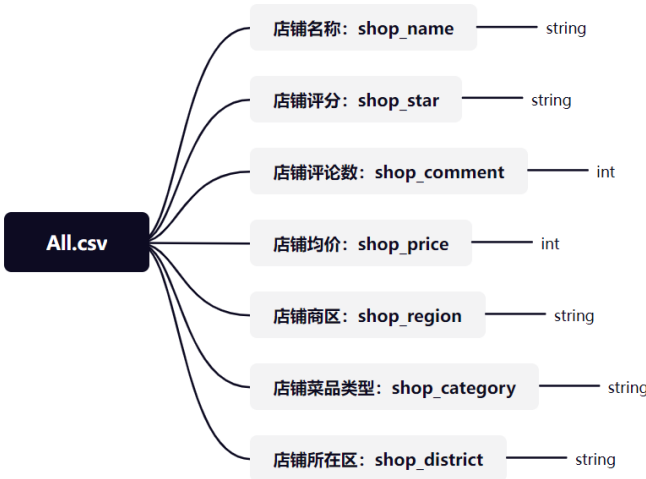 店铺名称：shop_name string
店铺评分：shop_star string
店铺评论数：shop_comment int
All.csv
店铺均价：shop_price int
店铺商区：shop_region string
店铺菜品类型：shop_category string
店铺所在区：shop_district string